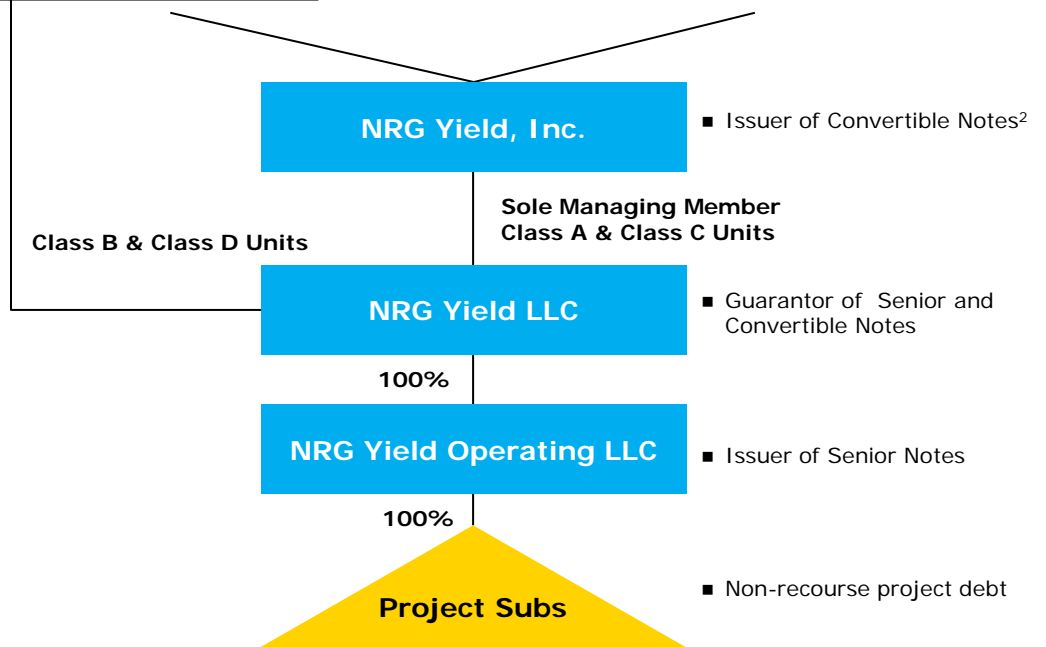 NRG Yield, Inc.
■ Issuer of Convertible Notes²
Sole Managing Member
Class A & Class C Units
Class B & Class D Units
NRG Yield LLC
■ Guarantor of Senior and
Convertible Notes
100%
NRG Yield Operating LLC
■ Issuer of Senior Notes
100%
Project Subs
■ Non-recourse project debt